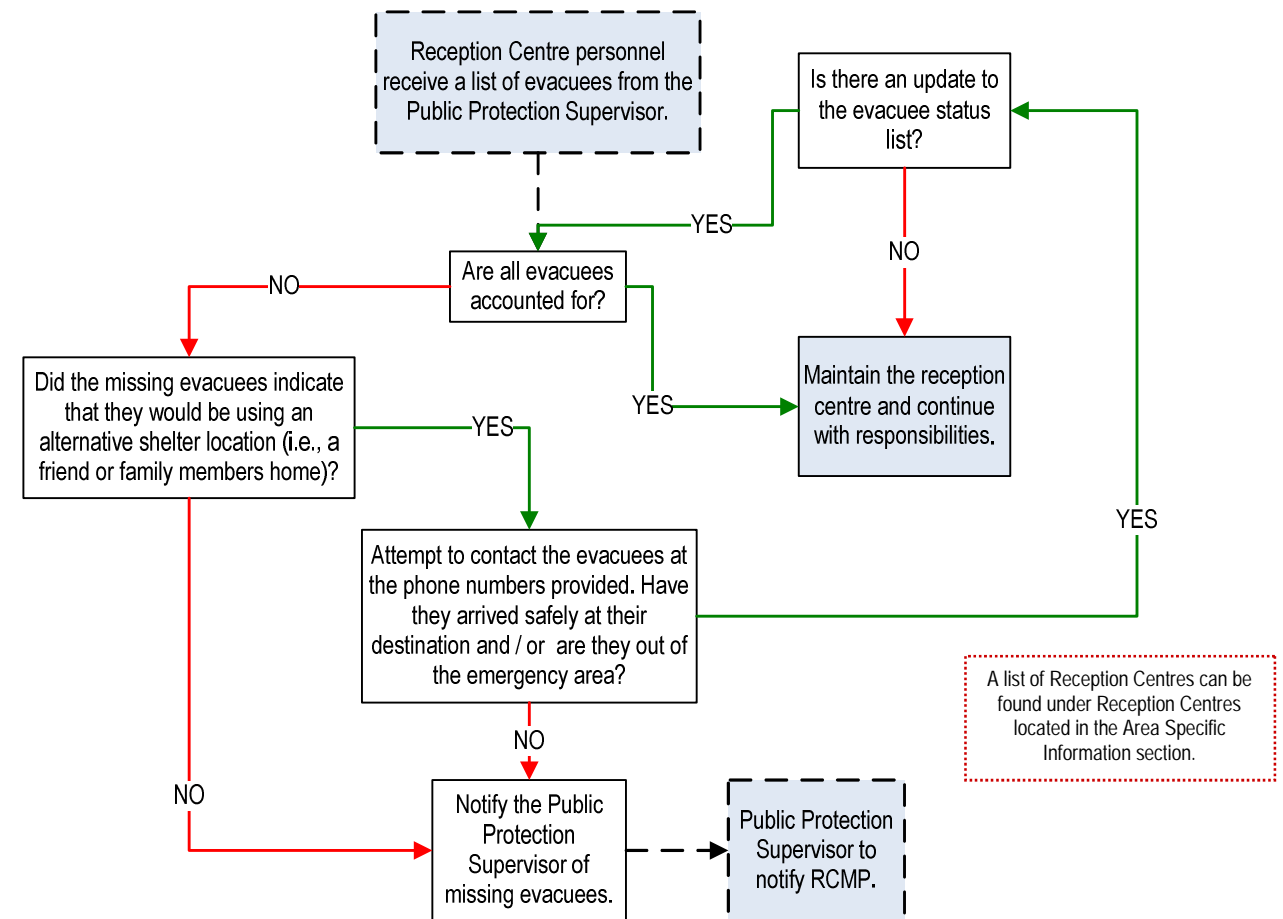 Reception Centre personnel
receive a list of evacuees from the
Public Protection Supervisor.
Is there an update to
the evacuee status
list?
YES
NO
Are all evacuees
accounted for?
NO
YES
Maintain the reception
centre and continue
with responsibilities.
Did the missing evacuees indicate
that they would be using an
alternative shelter location (i.e., a
friend or family members home)?
YES
YES
Attempt to contact the evacuees at
the phone numbers provided. Have
they arrived safely at their
destination and / or are they out of
the emergency area?
A list of Reception Centres can be
found under Reception Centres
located in the Area Specific
Information section.
NO
NO
Notify the Public
Protection
Supervisor of
missing evacuees.
Public Protection
Supervisor to
notify RCMP.